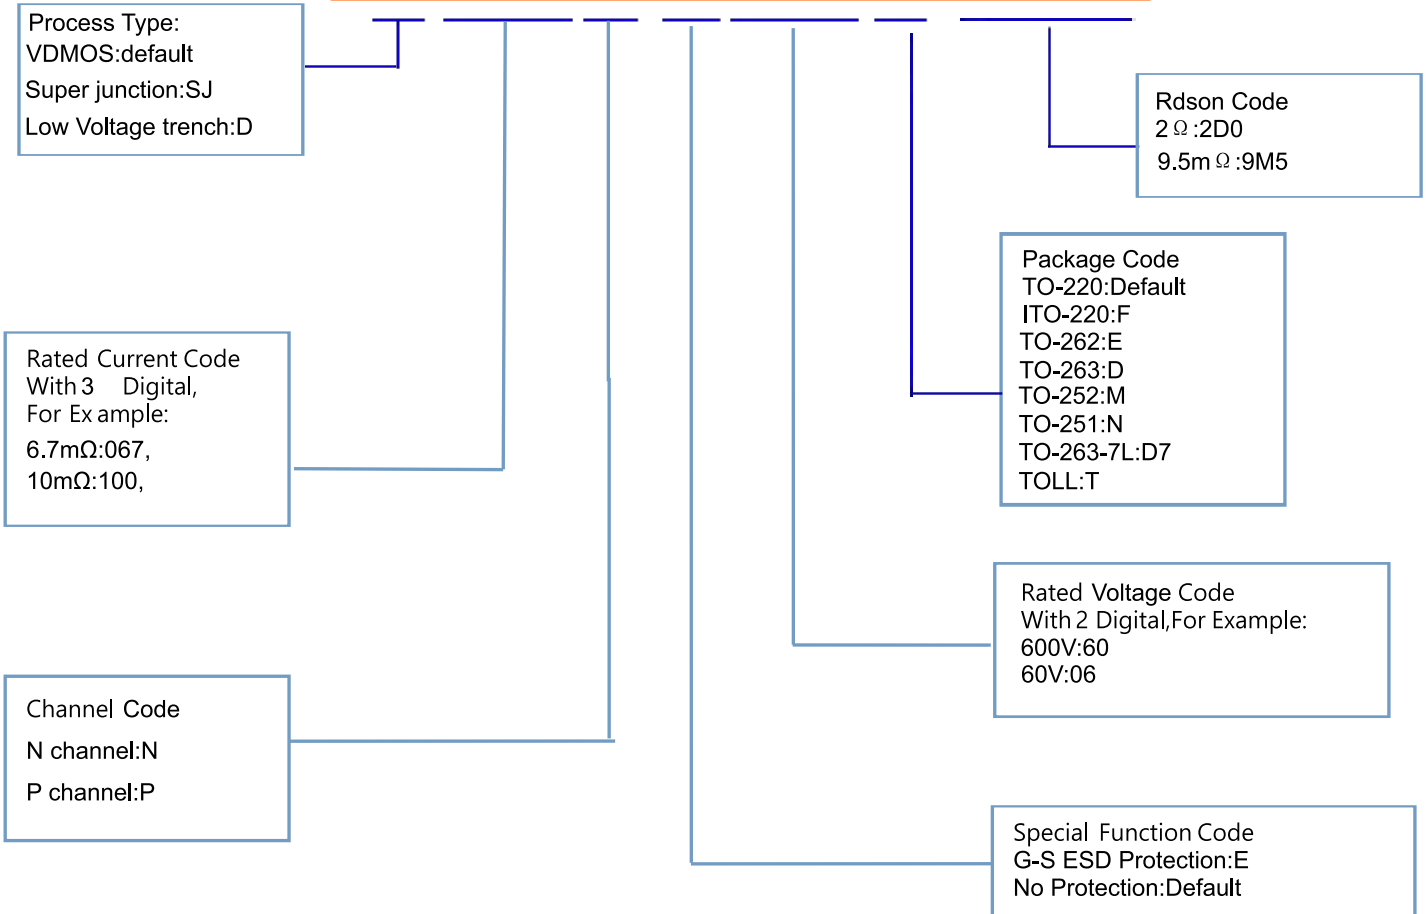 Process Type:
VDMOS:default
Super junction:SJ
Low Voltage trench:D
Rdson Code
2Ω:2D0
9.5mΩ:9M5
Package Code
TO-220:Default
ITO-220:F
TO-262:E
TO-263:D
TO-252:M
TO-251:N
TO-263-7L:D7
TOLL:T
Rated Current Code
With 3 Digital,
For Example:
6.7mΩ:067,
10mΩ:100,
Rated Voltage Code
With 2 Digital,For Example:
600V:60
60V:06
Channel Code
N channel:N
P channel:P
Special Function Code
G-S ESD Protection:E
No Protection:Default